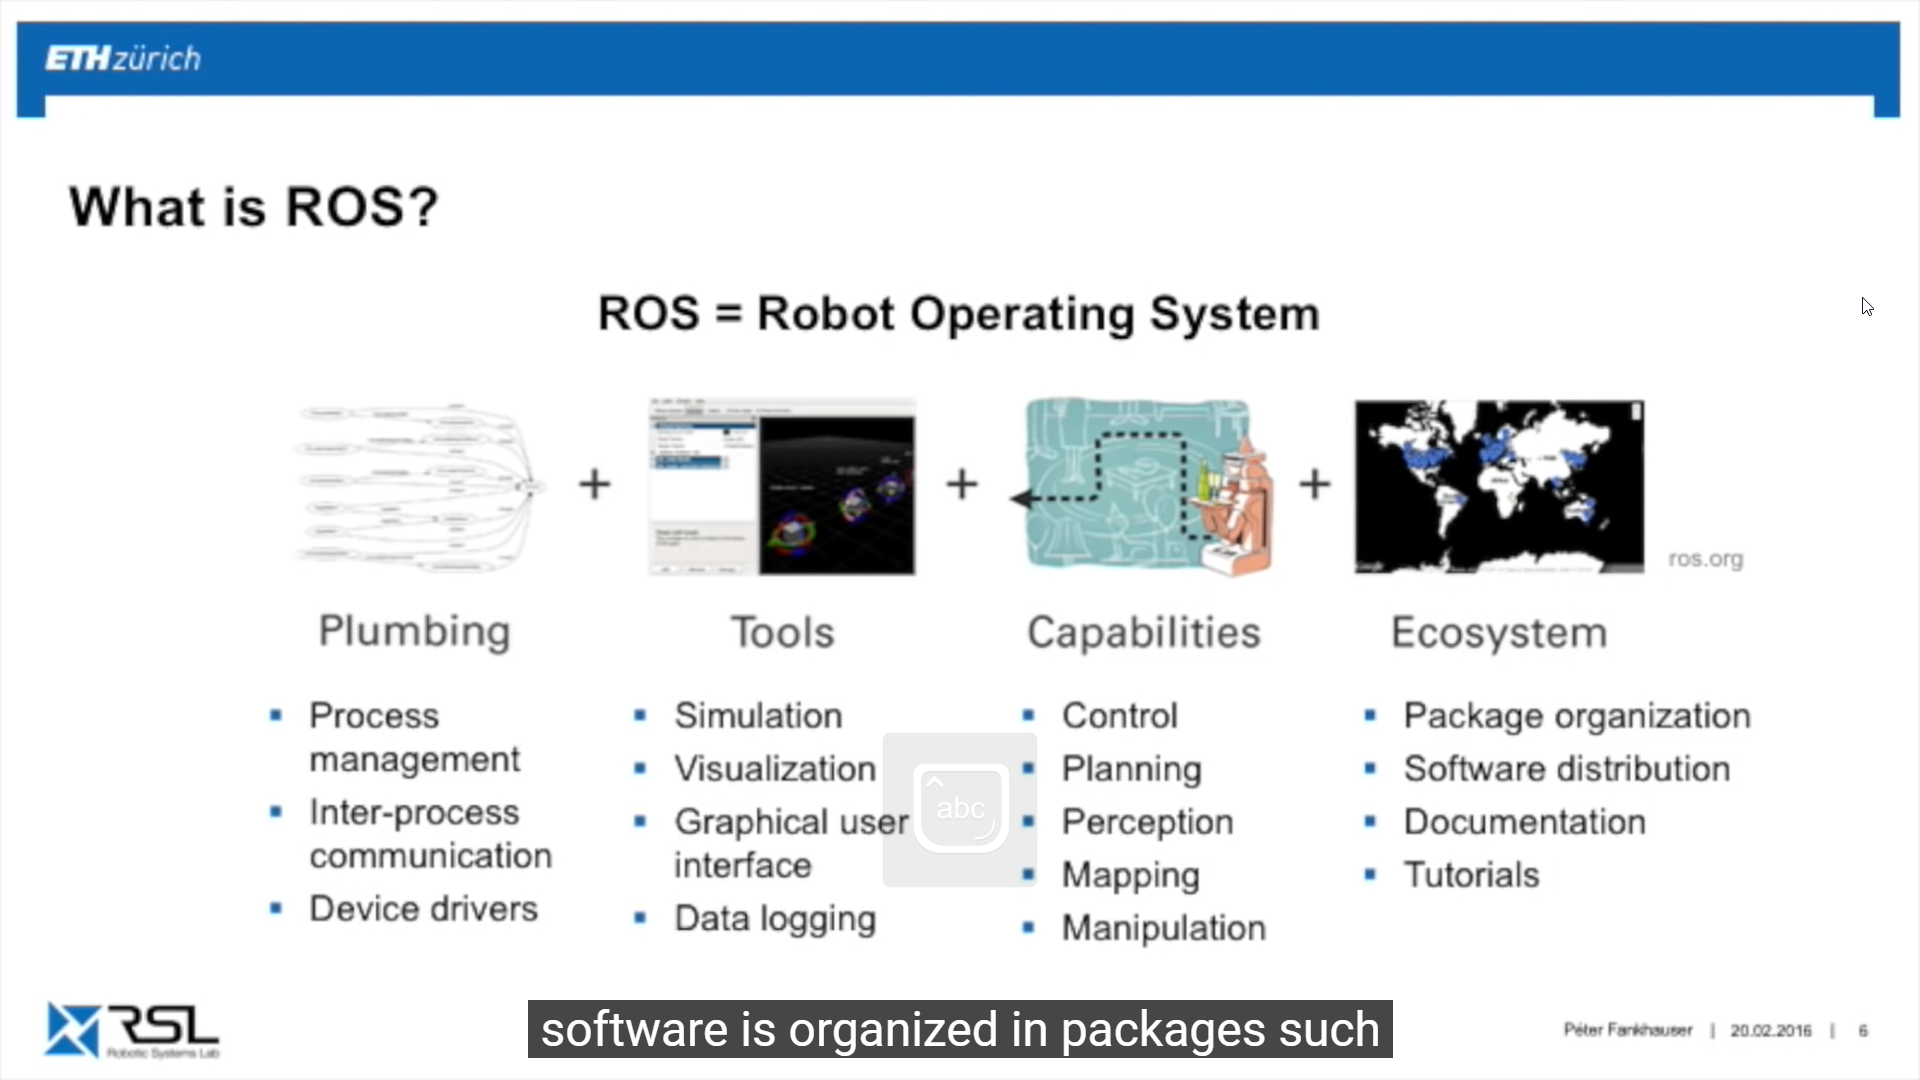 ETH zürich
What is ROS?
ROS = Robot Operating System
+
+
+
ros.org
Plumbing
Tools
Capabilities
Ecosystem
Process
management
Inter-process
communication
Device drivers
Simulation
Visualization
Graphical user
interface
Data logging
Control
Planning
Perception
Mapping
Manipulation
Package organization
Software distribution
Documentation
Tutorials
abc
software is organized in packages such
RSL
Robotic Systems Lab
Péter Fankhauser | 20.02.2016 | 6